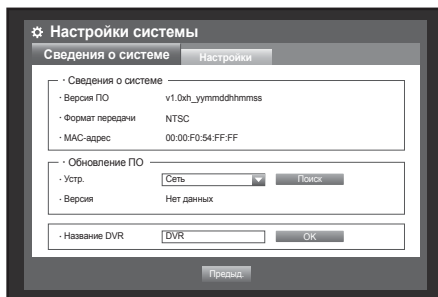 Настройки системы
Сведения о системе Настройки
· Сведения о системе
· Версия ПО v1.0xh_yymmddhhmmss
· Формат передачи NTSC
· MAC-адрес 00:00:F0:54:FF:FF
· Обновление ПО
· Устр. Сеть Поиск
· Версия Нет данных
· Название DVR DVR OK
Предыд.